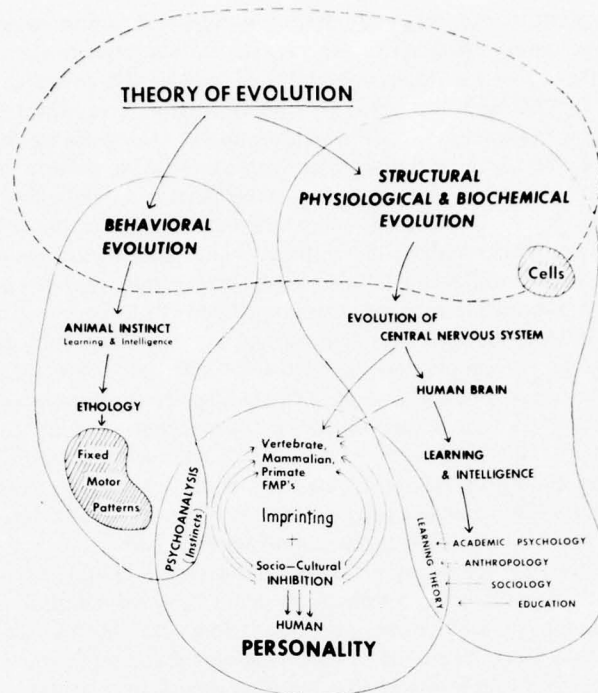 THEORY OF EVOLUTION
STRUCTURAL
PHYSIOLOGICAL & BIOCHEMICAL
EVOLUTION
BEHAVIORAL
EVOLUTION
Cells
ANIMAL INSTINCT
Learning & Intelligence
EVOLUTION OF
CENTRAL NERVOUS SYSTEM
ETHOLOGY
HUMAN BRAIN
Fixed
Motor
Patterns
Vertebrate,
Mammalian,
Primate
FMP's
LEARNING
& INTELLIGENCE
PSYCHOANALYSIS
(Instincts)
Imprinting
+
Socio-Cultural
INHIBITION
LEARNING THEORY
ACADEMIC PSYCHOLOGY
ANTHROPOLOGY
SOCIOLOGY
EDUCATION
HUMAN
PERSONALITY